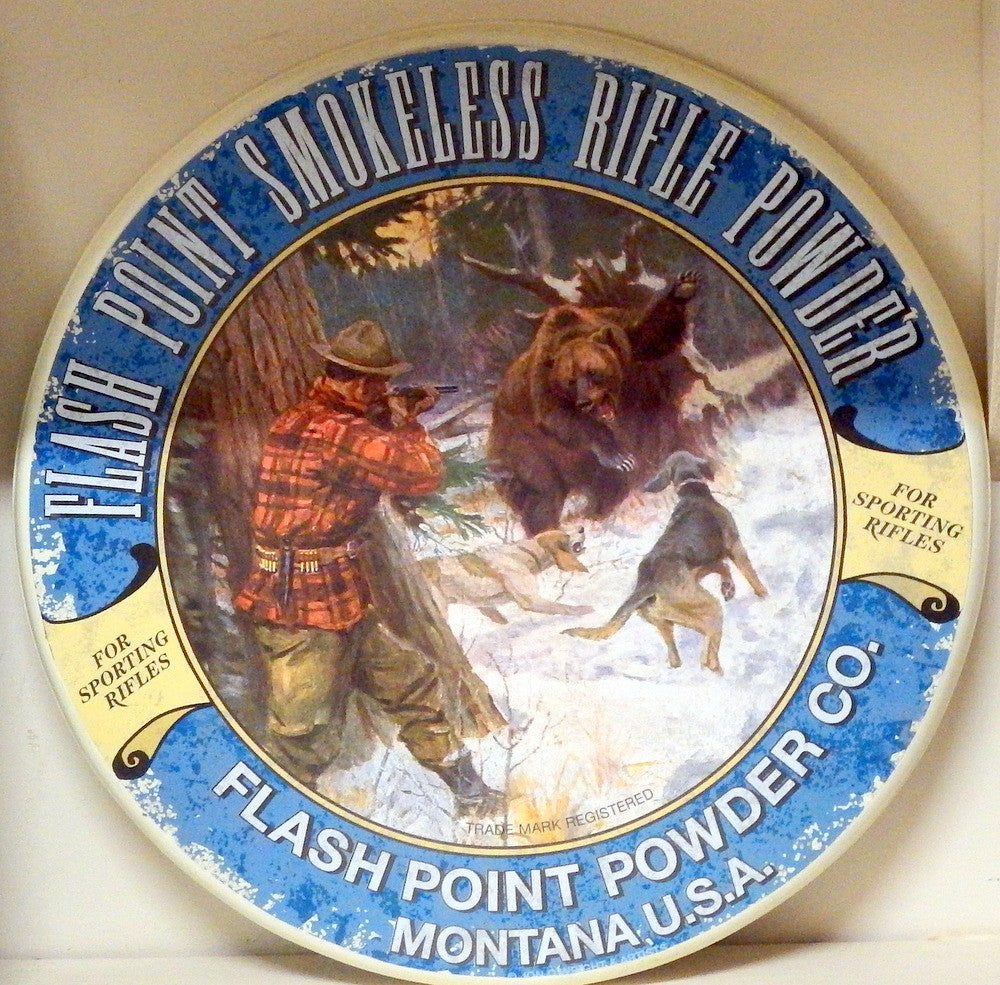 FLASH POINT SMOKELESS RIFLE POWDER
FOR
SPORTING
RIFLES
FOR
SPORTING
RIFLES
TRADE MARK REGISTERED
FLASH POINT POWDER CO.
MONTANA, U.S.A.